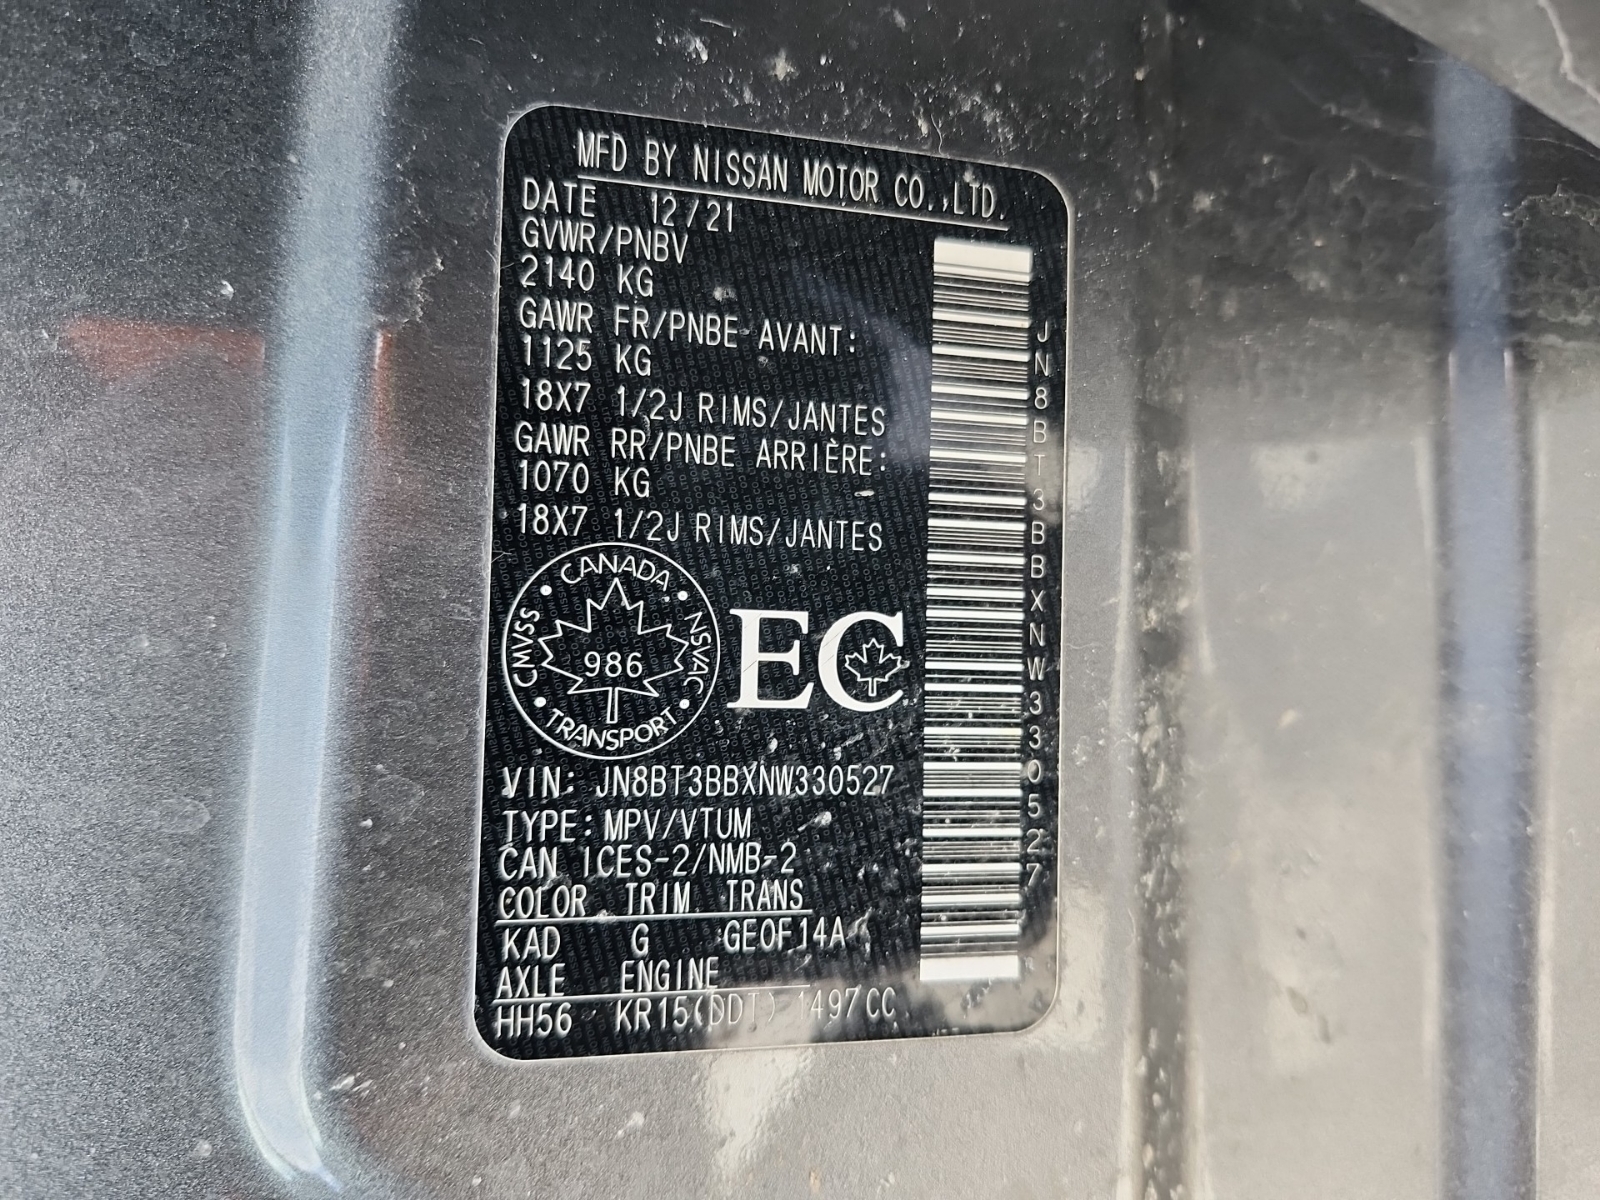 MFD BY NISSAN MOTOR CO.,LTD.
DATE 12/21
GVWR/PNBV
2140 KG
GAWR FR/PNBE AVANT:
1125 KG
18X7 1/2J RIMS/JANTES
GAWR RR/PNBE ARRIÈRE:
1070 KG
18X7 1/2J RIMS/JANTES
CANADA
CMVSS
NSVAC
986
TRANSPORT
EC
VIN: JN8BT3BBXNW330527
TYPE: MPV/VTUM
CAN ICES-2/NMB-2
COLOR TRIM TRANS
KAD G GE0F14A
AXLE ENGINE
HH56 KR15(DDT) 1497CC
JN8BT3BBXNW330527